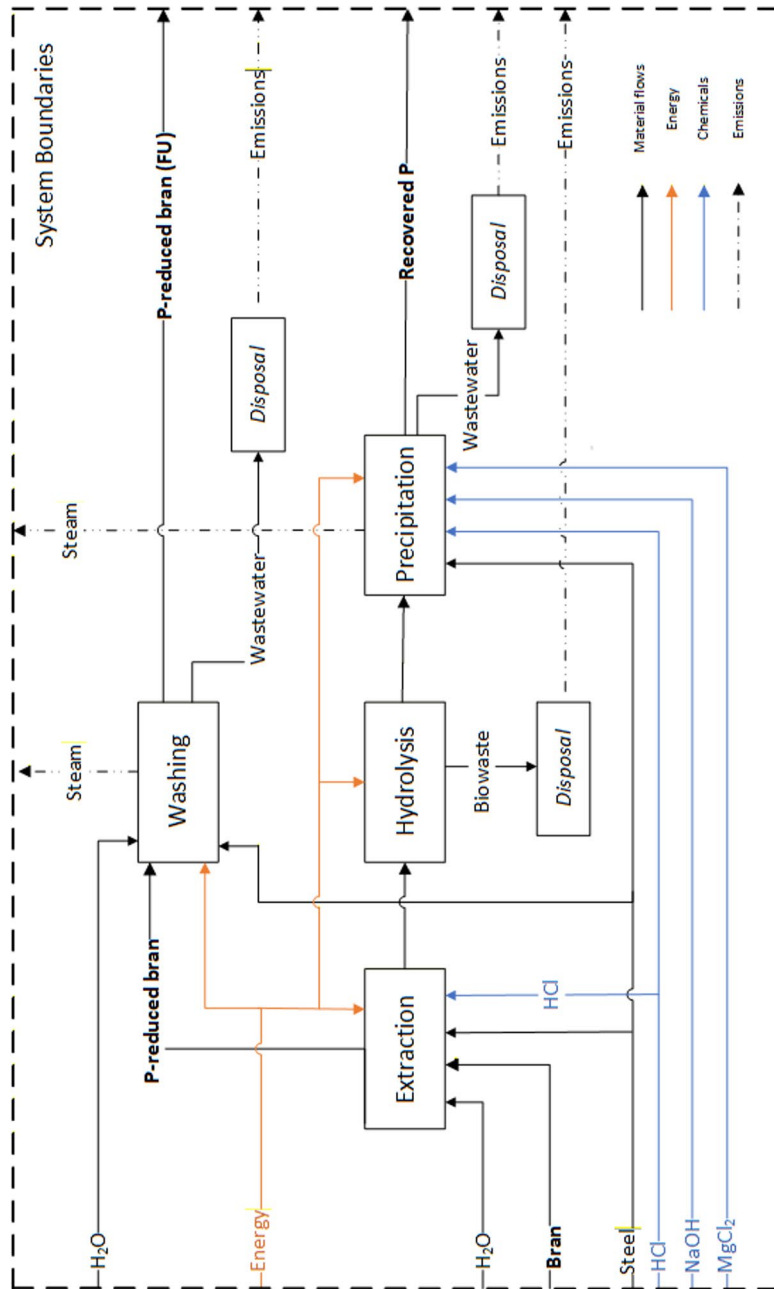 System Boundaries
Steam
Steam
H₂O
P-reduced bran
Washing
P-reduced bran (FU)
Wastewater
Disposal
Emissions
Energy
Extraction
Hydrolysis
Precipitation
Recovered P
Wastewater
Disposal
Emissions
H₂O
Biowaste
Disposal
Emissions
Bran
HCl
Steel
HCl
NaOH
MgCl₂
Material flows
Energy
Chemicals
Emissions